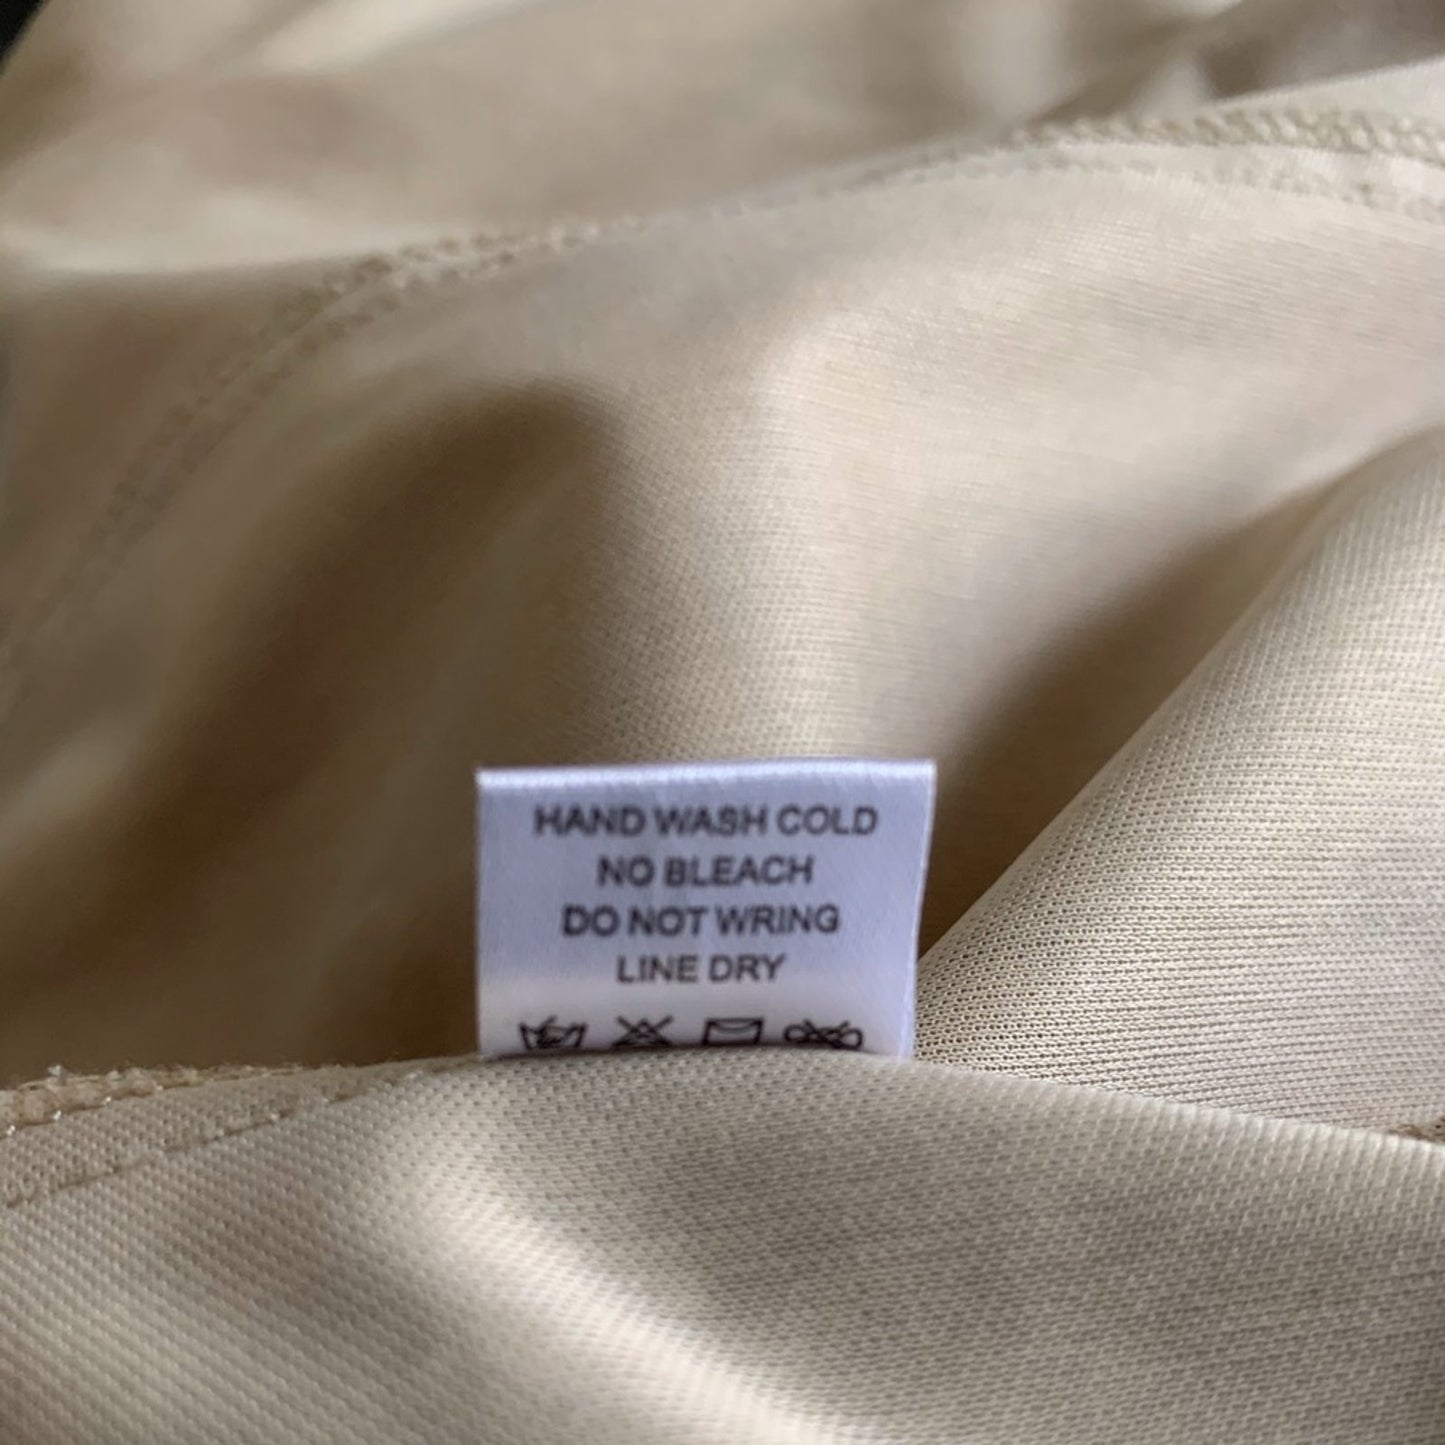 HAND WASH COLD
NO BLEACH
DO NOT WRING
LINE DRY